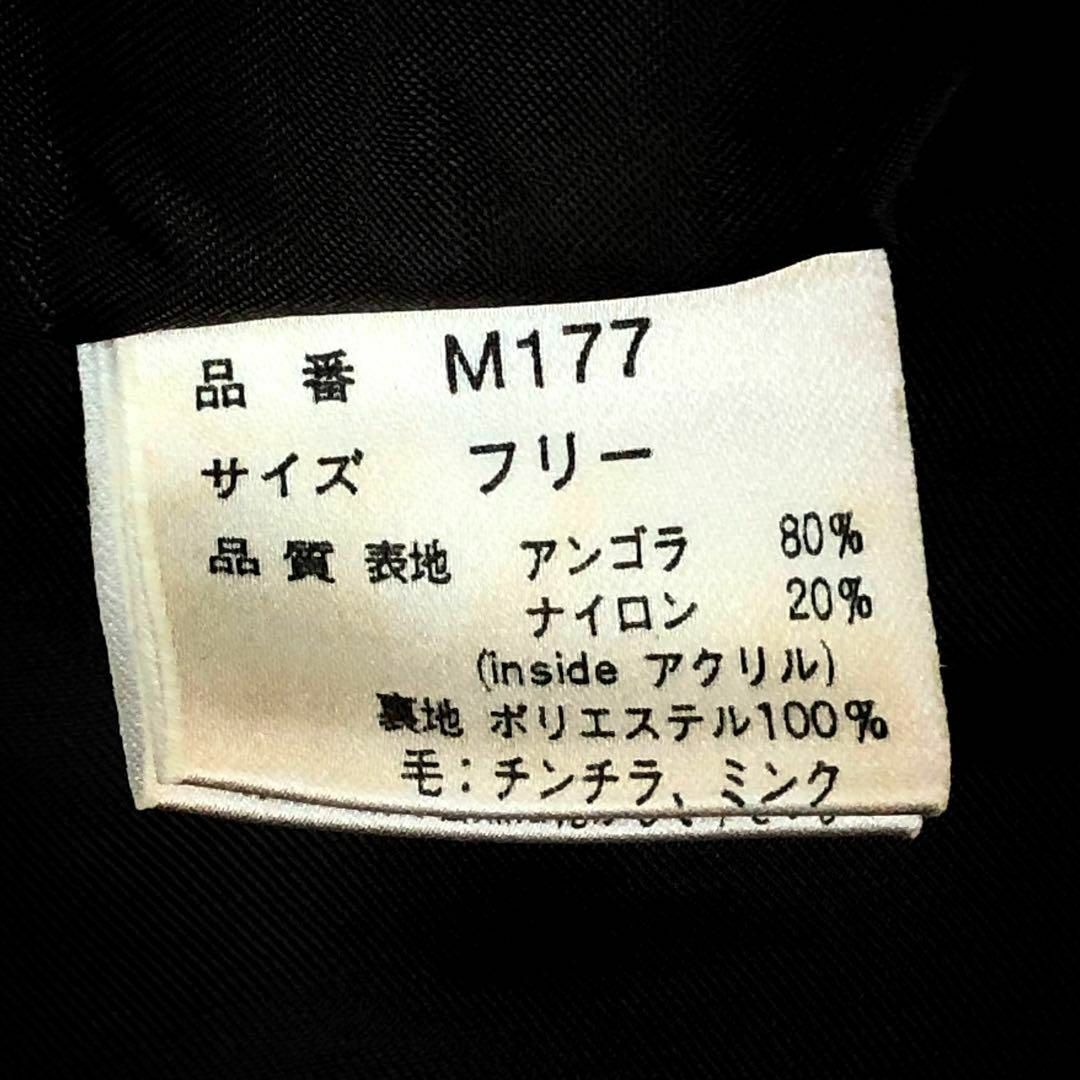 品 番 M177
サイズ フリー
品 質 表地 アンゴラ 80%
ナイロン 20%
(inside アクリル)
裏地 ポリエステル100%
毛：チンチラ、ミンク